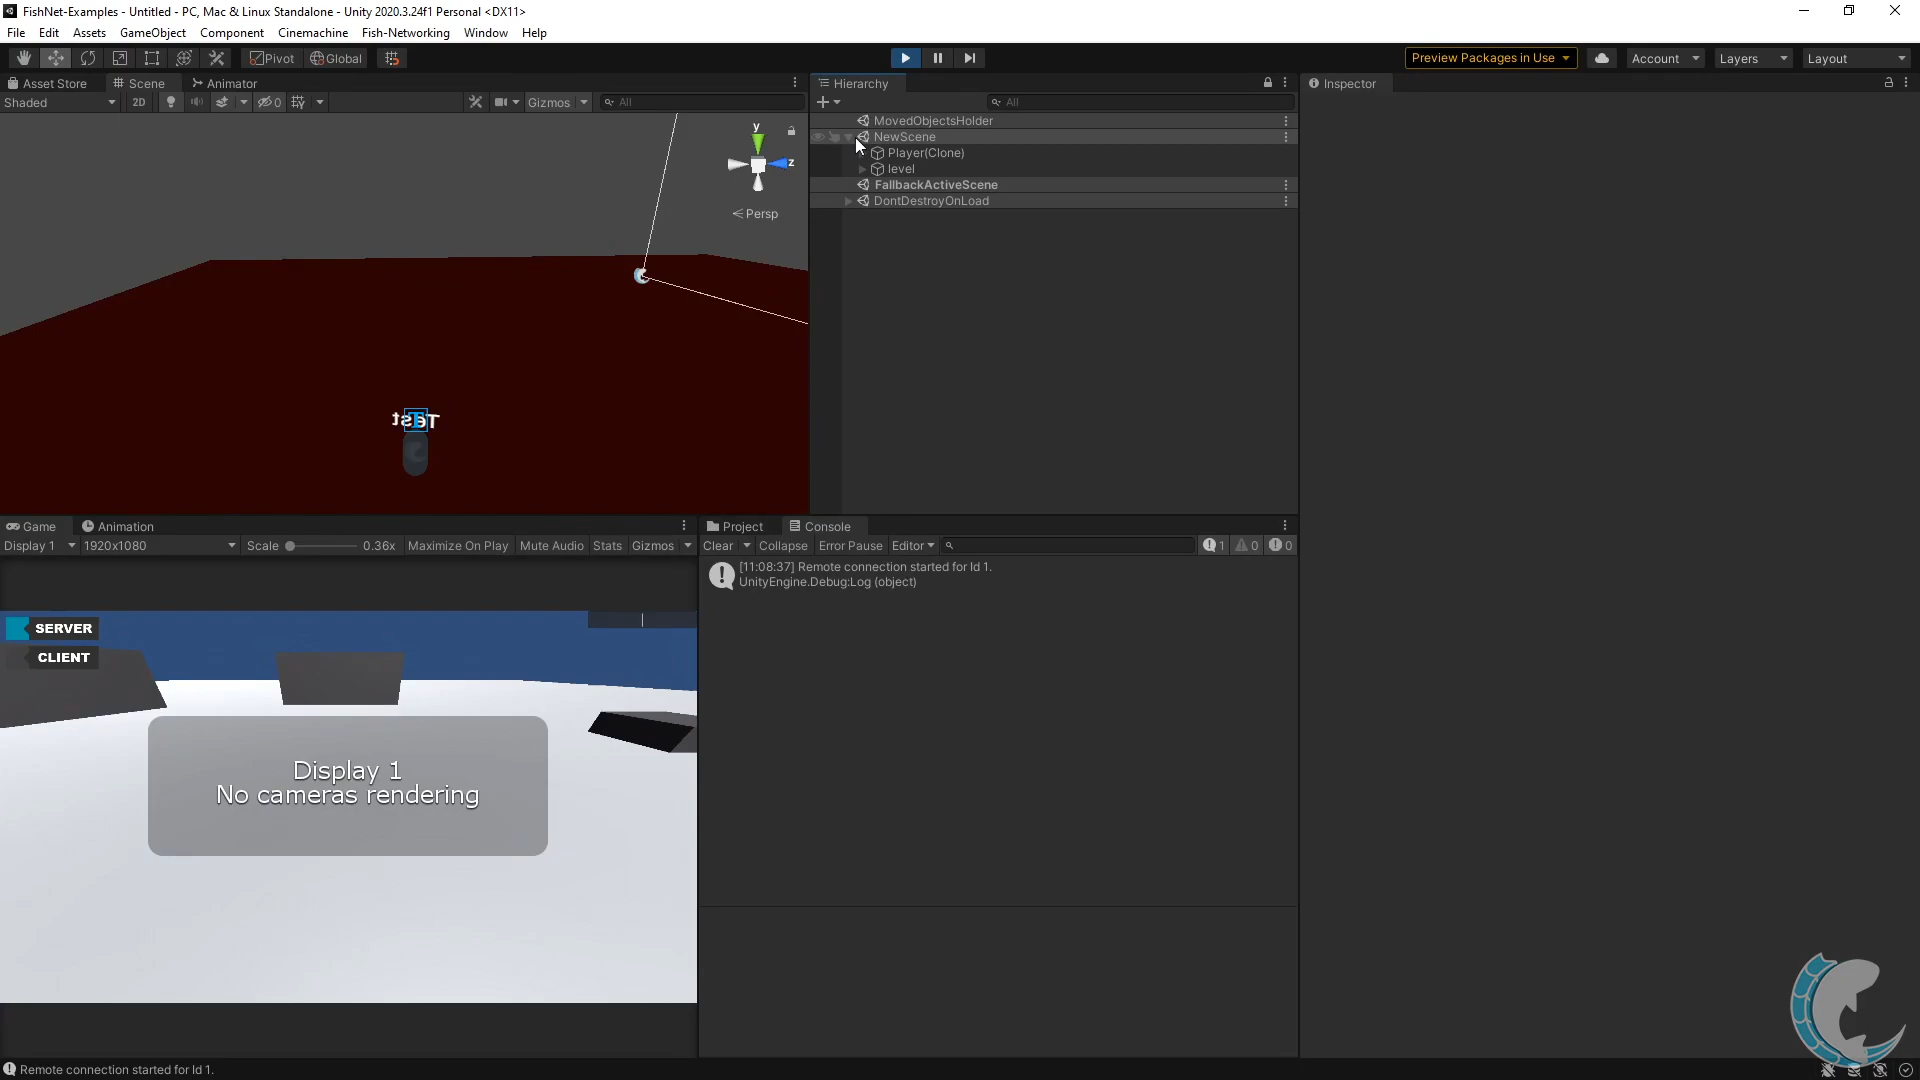 FishNet-Examples - Untitled - PC, Mac & Linux Standalone - Unity 2020.3.24f1 Personal <DX11>
File Edit Assets GameObject Component Cinemachine Fish-Networking Window Help
Pivot Global Preview Packages in Use Account Layers Layout
Asset Store Scene Animator
Shaded 2D 0 Gizmos All
y
z
Persp
Test
Hierarchy
All
MovedObjectsHolder
NewScene
Player(Clone)
level
FallbackActiveScene
DontDestroyOnLoad
Inspector
Game Animation
Display 1 1920x1080 Scale 0.36x Maximize On Play Mute Audio Stats Gizmos
SERVER
CLIENT
Display 1
No cameras rendering
Project Console
Clear Collapse Error Pause Editor 1 0 0
[11:08:37] Remote connection started for Id 1.
UnityEngine.Debug:Log (object)
Remote connection started for Id 1.